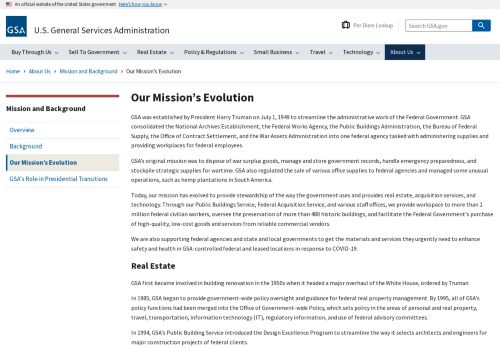 An official website of the United States government Here's how you know
GSA
U.S. General Services Administration
Per Diem Lookup
Search GSA.gov
Buy Through Us Sell To Government Real Estate Policy & Regulations Small Business Travel Technology About Us
Home › About Us › Mission and Background › Our Mission's Evolution
Mission and Background
Overview
Background
Our Mission's Evolution
GSA's Role in Presidential Transitions
Our Mission's Evolution
GSA was established by President Harry Truman on July 1, 1949 to streamline the administrative work of the Federal Government. GSA
consolidated the National Archives Establishment, the Federal Works Agency, the Public Buildings Administration, the Bureau of Federal
Supply, the Office of Contract Settlement, and the War Assets Administration into one federal agency tasked with administering supplies and
providing workplaces for federal employees.
GSA's original mission was to dispose of war surplus goods, manage and store government records, handle emergency preparedness, and
stockpile strategic supplies for wartime. GSA also regulated the sale of various office supplies to federal agencies and managed some unusual
operations, such as hemp plantations in South America.
Today, our mission has evolved to provide stewardship of the way the government uses and provides real estate, acquisition services, and
technology. Through our Public Buildings Service, Federal Acquisition Service, and various staff offices, we provide workspace to more than 1
million federal civilian workers, oversee the preservation of more than 480 historic buildings, and facilitate the Federal Government's purchase
of high-quality, low-cost goods and services from reliable commercial vendors.
We are also supporting federal agencies and state and local governments to get the materials and services they urgently need to enhance
safety and health in GSA-controlled federal and leased locations in response to COVID-19.
Real Estate
GSA first became involved in building renovation in the 1950s when it headed a major overhaul of the White House, ordered by Truman.
In 1985, GSA began to provide government-wide policy oversight and guidance for federal real property management. By 1995, all of GSA's
policy functions had been merged into the Office of Government-wide Policy, which sets policy in the areas of personal and real property,
travel, transportation, information technology (IT), regulatory information, and use of federal advisory committees.
In 1994, GSA's Public Building Service introduced the Design Excellence Program to streamline the way it selects architects and engineers for
major construction projects of federal clients.